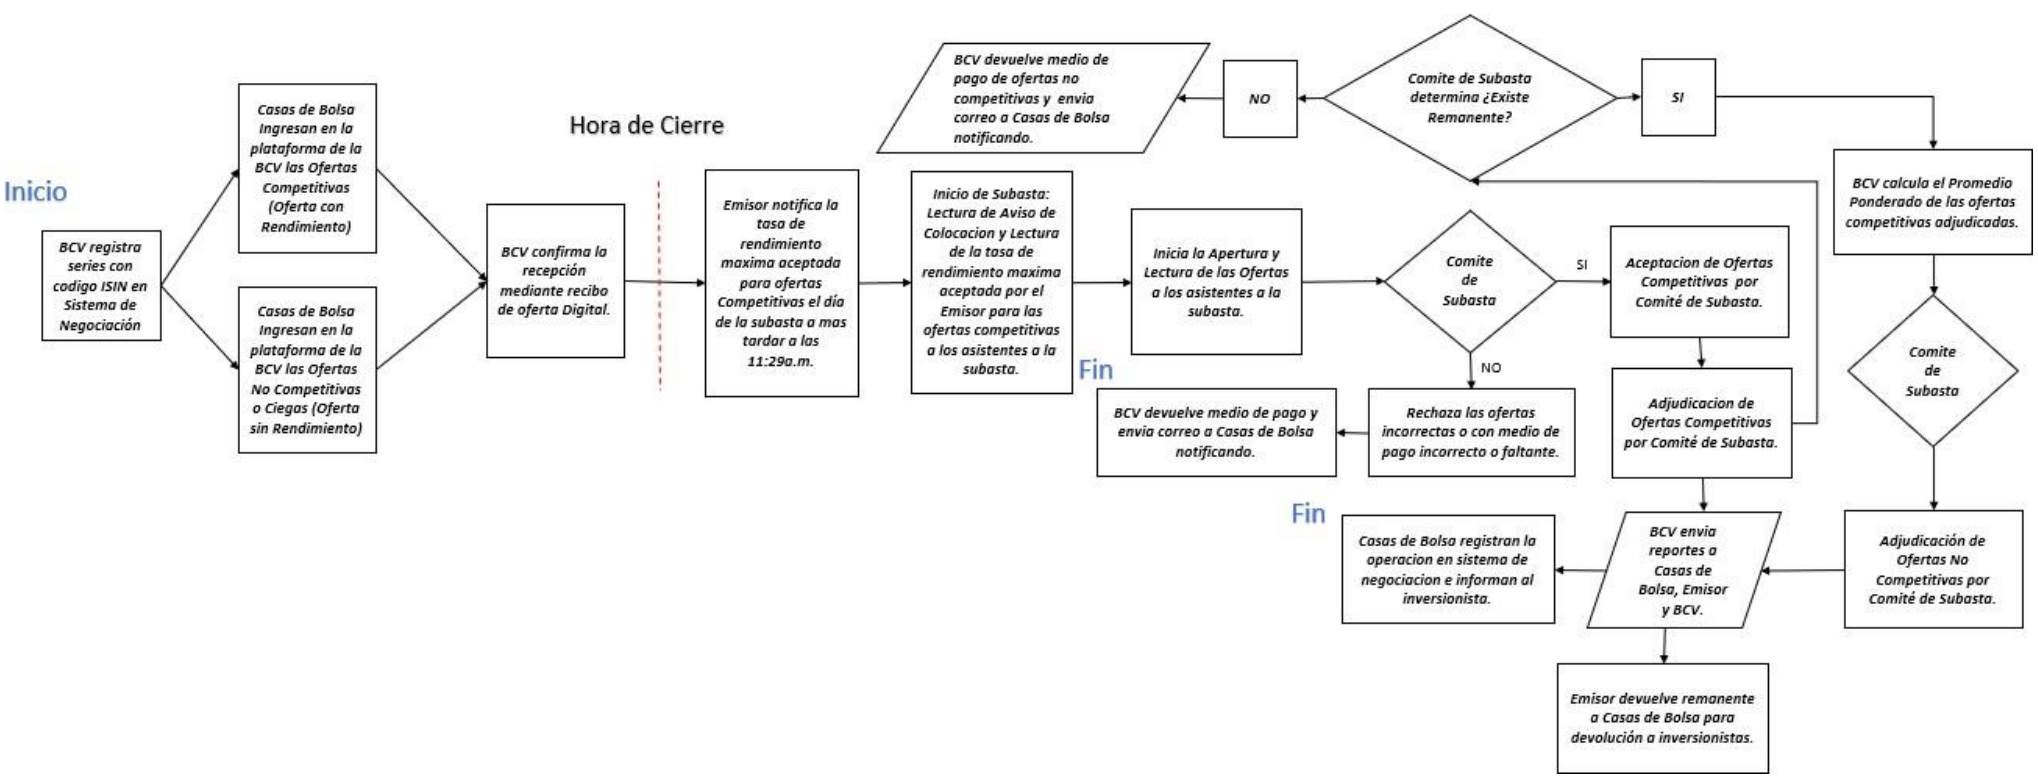 Inicio
BCV registra
series con
codigo ISIN en
Sistema de
Negociación
Casas de Bolsa
Ingresan en la
plataforma de la
BCV las Ofertas
Competitivas
(Oferta con
Rendimiento)
Casas de Bolsa
Ingresan en la
plataforma de la
BCV las Ofertas
No Competitivas
o Ciegas (Oferta
sin Rendimiento)
BCV confirma la
recepción
mediante recibo
de oferta Digital.
Hora de Cierre
Emisor notifica la
tasa de
rendimiento
maxima aceptada
para ofertas
Competitivas el día
de la subasta a mas
tardar a las
11:29a.m.
Inicio de Subasta:
Lectura de Aviso de
Colocacion y Lectura
de la tasa de
rendimiento maxima
aceptada por el
Emisor para las
ofertas competitivas
a los asistentes a la
subasta.
Inicia la Apertura y
Lectura de las Ofertas
a los asistentes a la
subasta.
Comite
de
Subasta
SI
NO
Aceptacion de Ofertas
Competitivas por
Comité de Subasta.
Rechaza las ofertas
incorrectas o con medio de
pago incorrecto o faltante.
Fin
BCV devuelve medio de pago y
envia correo a Casas de Bolsa
notificando.
Adjudicacion de
Ofertas Competitivas
por Comité de Subasta.
Comite de Subasta
determina ¿Existe
Remanente?
NO
BCV devuelve medio de
pago de ofertas no
competitivas y envia
correo a Casas de Bolsa
notificando.
SI
BCV calcula el Promedio
Ponderado de las ofertas
competitivas adjudicadas.
Comite
de
Subasta
Adjudicación de
Ofertas No
Competitivas por
Comité de Subasta.
BCV envia
reportes a
Casas de
Bolsa, Emisor
y BCV.
Fin
Casas de Bolsa registran la
operacion en sistema de
negociacion e informan al
inversionista.
Emisor devuelve remanente
a Casas de Bolsa para
devolución a inversionistas.